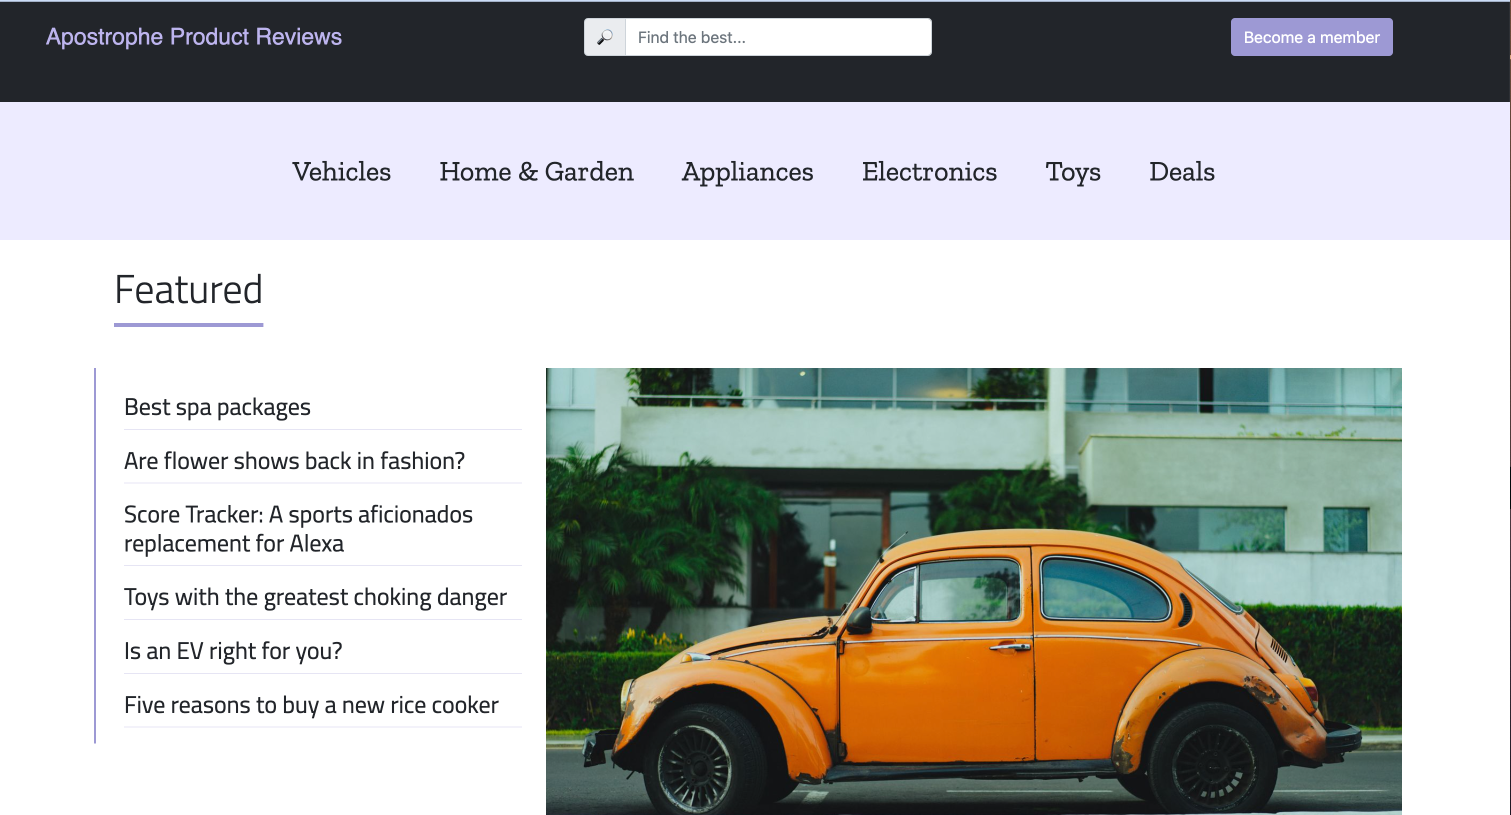 Apostrophe Product Reviews
Find the best...
Become a member
Vehicles Home & Garden Appliances Electronics Toys Deals
Featured
Best spa packages
Are flower shows back in fashion?
Score Tracker: A sports aficionados
replacement for Alexa
Toys with the greatest choking danger
Is an EV right for you?
Five reasons to buy a new rice cooker